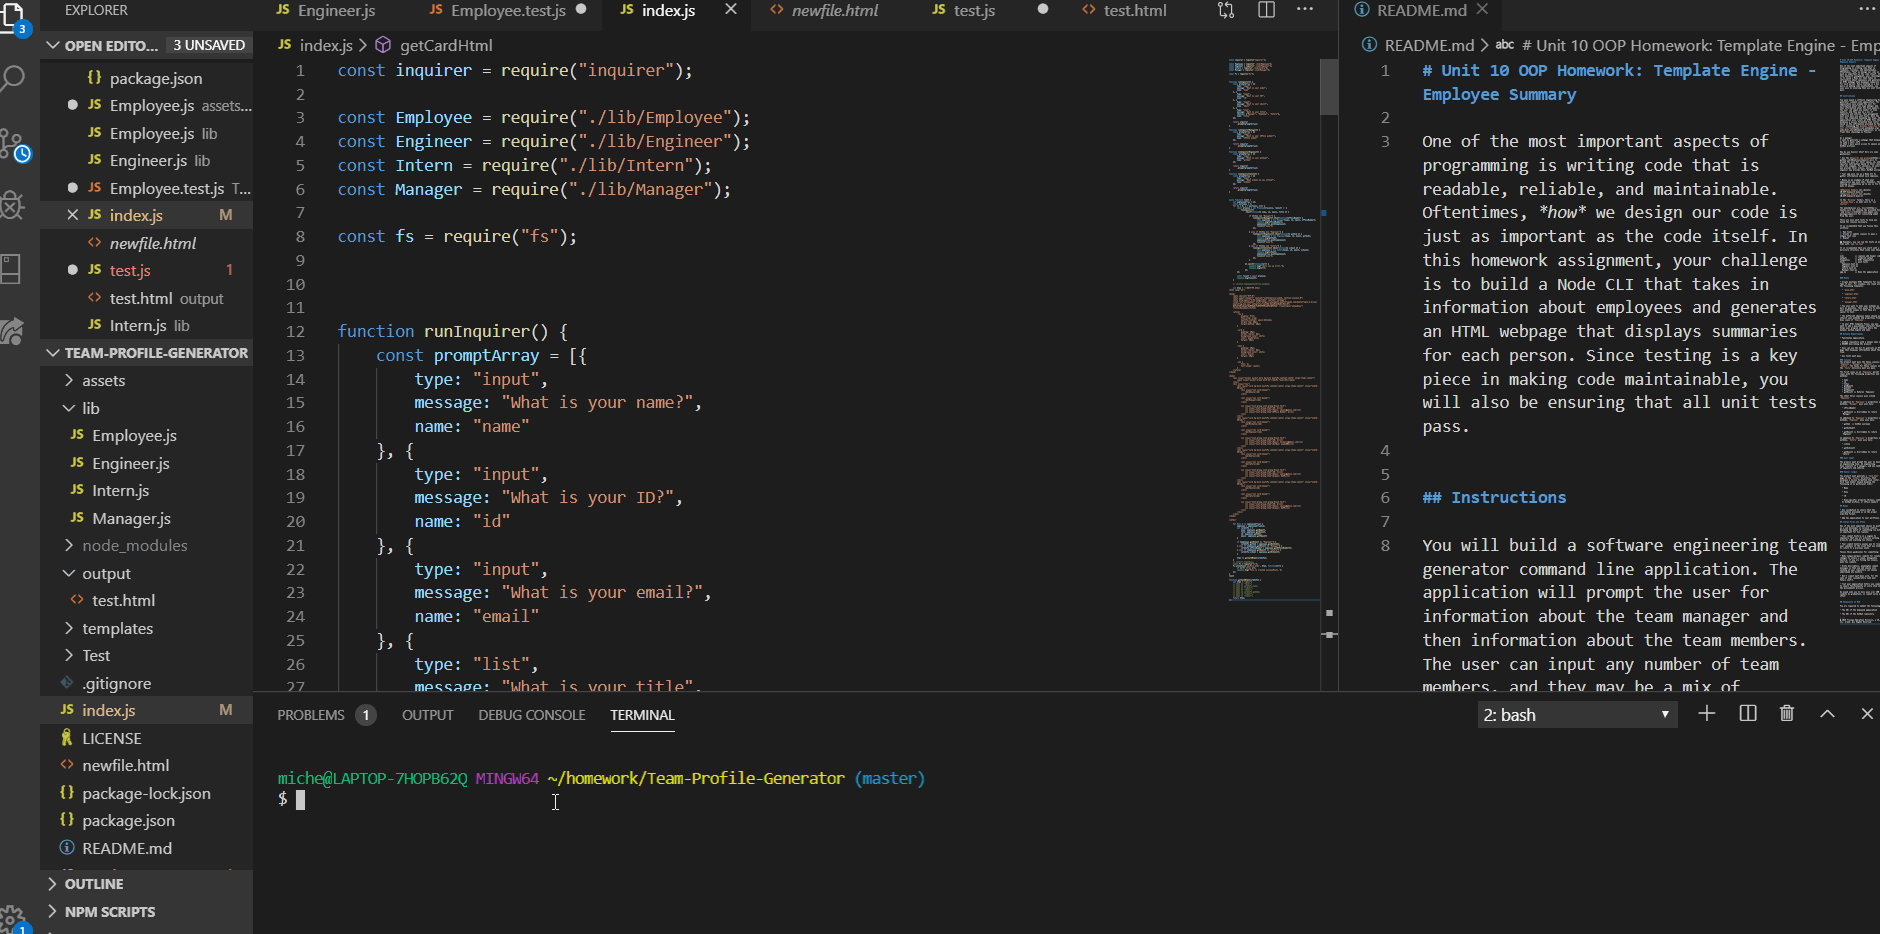 EXPLORER
3
OPEN EDITO... 3 UNSAVED
{} package.json
JS Employee.js assets...
JS Employee.js lib
JS Engineer.js lib
JS Employee.test.js T...
JS index.js M
<> newfile.html
JS test.js 1
<> test.html output
JS Intern.js lib
TEAM-PROFILE-GENERATOR
assets
lib
JS Employee.js
JS Engineer.js
JS Intern.js
JS Manager.js
node_modules
output
<> test.html
templates
Test
.gitignore
JS index.js M
LICENSE
<> newfile.html
{} package-lock.json
{} package.json
README.md
OUTLINE
NPM SCRIPTS
1
JS Engineer.js JS Employee.test.js JS index.js <> newfile.html JS test.js <> test.html
JS index.js > getCardHtml
1 const inquirer = require("inquirer");
2
3 const Employee = require("./lib/Employee");
4 const Engineer = require("./lib/Engineer");
5 const Intern = require("./lib/Intern");
6 const Manager = require("./lib/Manager");
7
8 const fs = require("fs");
9
10
11
12 function runInquirer() {
13 const promptArray = [{
14 type: "input",
15 message: "What is your name?",
16 name: "name"
17 }, {
18 type: "input",
19 message: "What is your ID?",
20 name: "id"
21 }, {
22 type: "input",
23 message: "What is your email?",
24 name: "email"
25 }, {
26 type: "list",
27 message: "What is your title",
README.md
README.md > abc # Unit 10 OOP Homework: Template Engine - Emp
1 # Unit 10 OOP Homework: Template Engine -
Employee Summary
2
3 One of the most important aspects of
programming is writing code that is
readable, reliable, and maintainable.
Oftentimes, *how* we design our code is
just as important as the code itself. In
this homework assignment, your challenge
is to build a Node CLI that takes in
information about employees and generates
an HTML webpage that displays summaries
for each person. Since testing is a key
piece in making code maintainable, you
will also be ensuring that all unit tests
pass.
4
5
6 ## Instructions
7
8 You will build a software engineering team
generator command line application. The
application will prompt the user for
information about the team manager and
then information about the team members.
The user can input any number of team
members, and they may be a mix of
PROBLEMS 1 OUTPUT DEBUG CONSOLE TERMINAL 2: bash
miche@LAPTOP-7HOPB62Q MINGW64 ~/homework/Team-Profile-Generator (master)
$